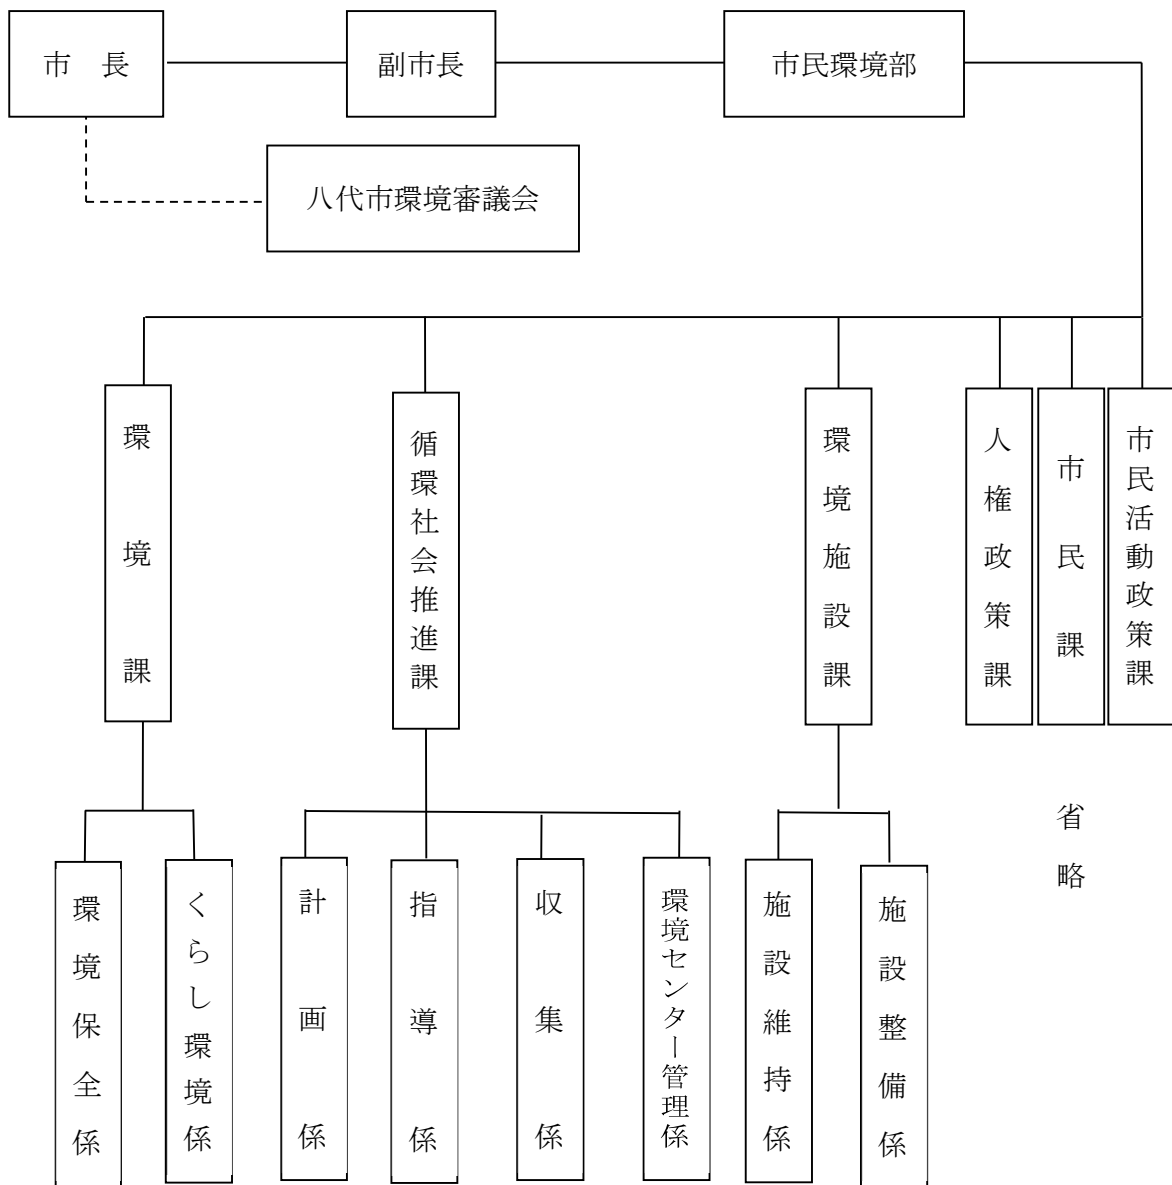 市　長
副市長
市民環境部
八代市環境審議会
環境課
循環社会推進課
環境施設課
人権政策課
市民課
市民活動政策課
省略
環境保全係
くらし環境係
計画係
指導係
収集係
環境センター管理係
施設維持係
施設整備係